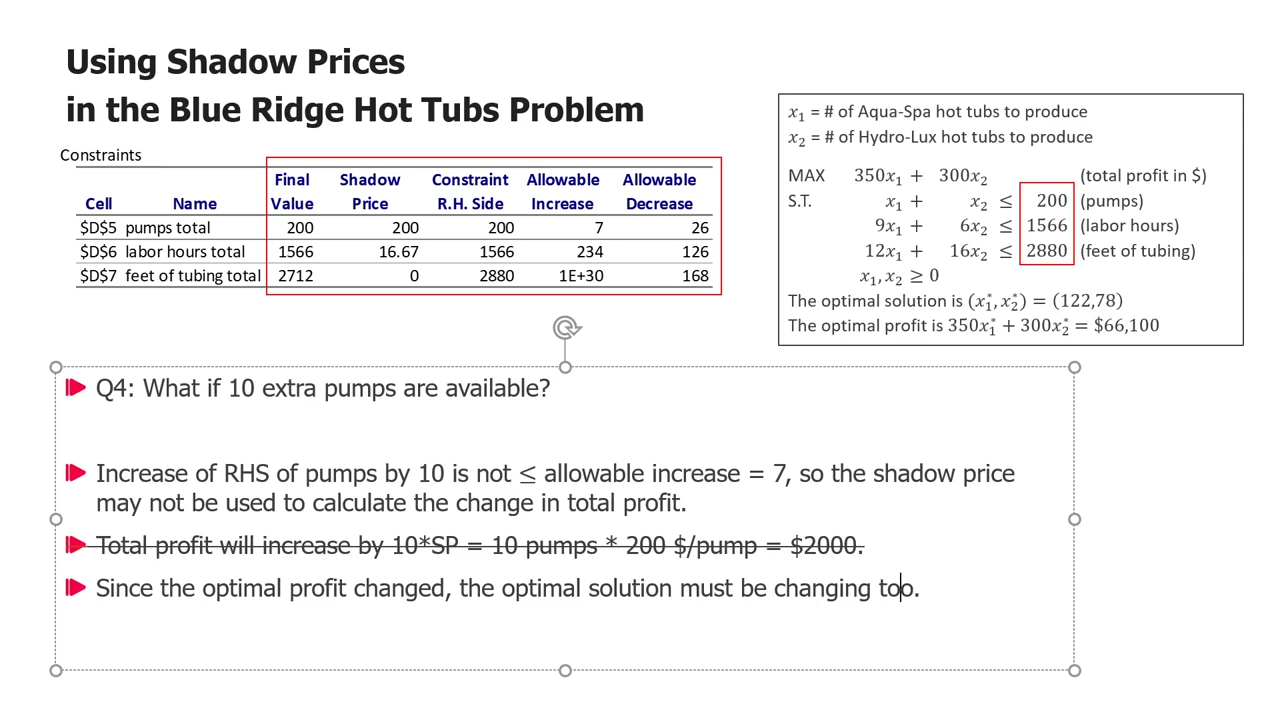 Using Shadow Prices
in the Blue Ridge Hot Tubs Problem
Constraints
Final Shadow Constraint Allowable Allowable
Cell Name Value Price R.H. Side Increase Decrease
$D$5 pumps total 200 200 200 7 26
$D$6 labor hours total 1566 16.67 1566 234 126
$D$7 feet of tubing total 2712 0 2880 1E+30 168
x₁ = # of Aqua-Spa hot tubs to produce
x₂ = # of Hydro-Lux hot tubs to produce
MAX 350x₁ + 300x₂ (total profit in $)
S.T. x₁ + x₂ ≤ 200 (pumps)
9x₁ + 6x₂ ≤ 1566 (labor hours)
12x₁ + 16x₂ ≤ 2880 (feet of tubing)
x₁, x₂ ≥ 0
The optimal solution is (x₁*, x₂*) = (122,78)
The optimal profit is 350x₁* + 300x₂* = $66,100
Q4: What if 10 extra pumps are available?
Increase of RHS of pumps by 10 is not ≤ allowable increase = 7, so the shadow price
may not be used to calculate the change in total profit.
Total profit will increase by 10*SP = 10 pumps * 200 $/pump = $2000.
Since the optimal profit changed, the optimal solution must be changing too.